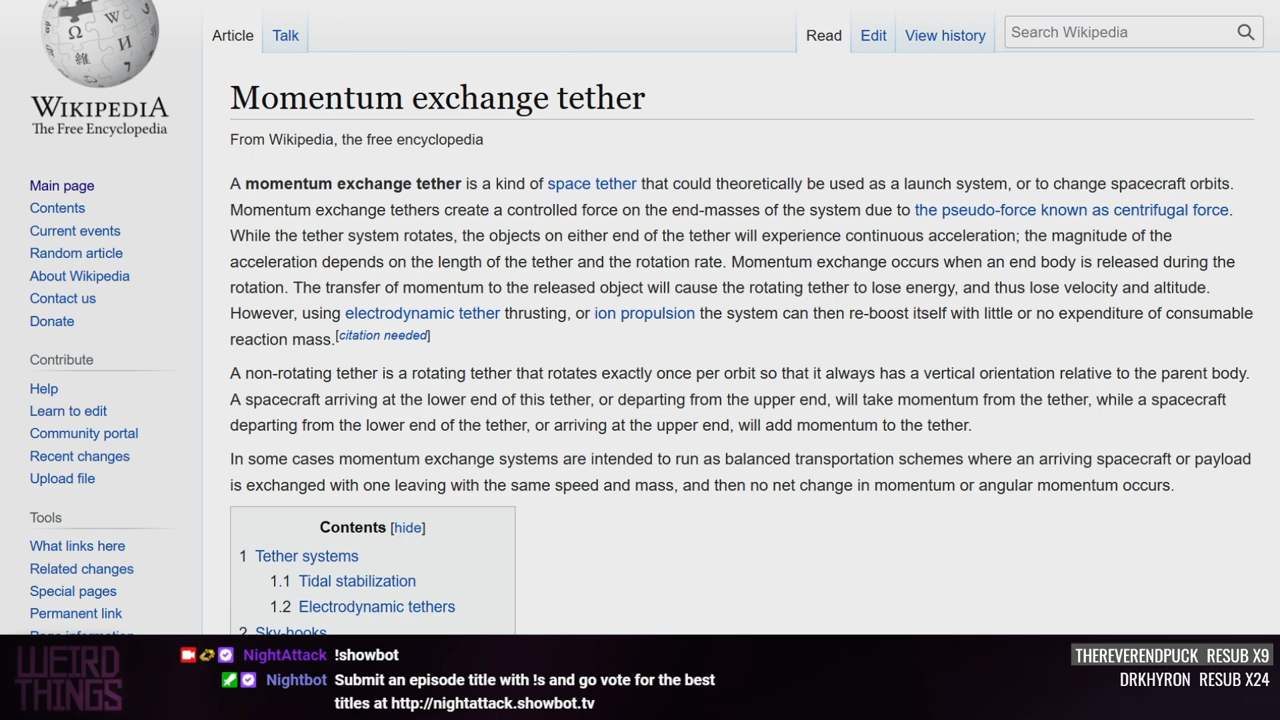 Article
Talk
Read
Edit
View history
Search Wikipedia
WIKIPEDIA
The Free Encyclopedia
Momentum exchange tether
From Wikipedia, the free encyclopedia
Main page
Contents
Current events
Random article
About Wikipedia
Contact us
Donate
Contribute
Help
Learn to edit
Community portal
Recent changes
Upload file
Tools
What links here
Related changes
Special pages
Permanent link
Page information
A momentum exchange tether is a kind of space tether that could theoretically be used as a launch system, or to change spacecraft orbits.
Momentum exchange tethers create a controlled force on the end-masses of the system due to the pseudo-force known as centrifugal force.
While the tether system rotates, the objects on either end of the tether will experience continuous acceleration; the magnitude of the
acceleration depends on the length of the tether and the rotation rate. Momentum exchange occurs when an end body is released during the
rotation. The transfer of momentum to the released object will cause the rotating tether to lose energy, and thus lose velocity and altitude.
However, using electrodynamic tether thrusting, or ion propulsion the system can then re-boost itself with little or no expenditure of consumable
reaction mass.[citation needed]
A non-rotating tether is a rotating tether that rotates exactly once per orbit so that it always has a vertical orientation relative to the parent body.
A spacecraft arriving at the lower end of this tether, or departing from the upper end, will take momentum from the tether, while a spacecraft
departing from the lower end of the tether, or arriving at the upper end, will add momentum to the tether.
In some cases momentum exchange systems are intended to run as balanced transportation schemes where an arriving spacecraft or payload
is exchanged with one leaving with the same speed and mass, and then no net change in momentum or angular momentum occurs.
Contents [hide]
1 Tether systems
1.1 Tidal stabilization
1.2 Electrodynamic tethers
2 Sky-hooks
WEIRD
THINGS
NightAttack !showbot
Nightbot Submit an episode title with !s and go vote for the best
titles at http://nightattack.showbot.tv
THEREVERENDPUCK RESUB X9
DRKHYRON RESUB X24